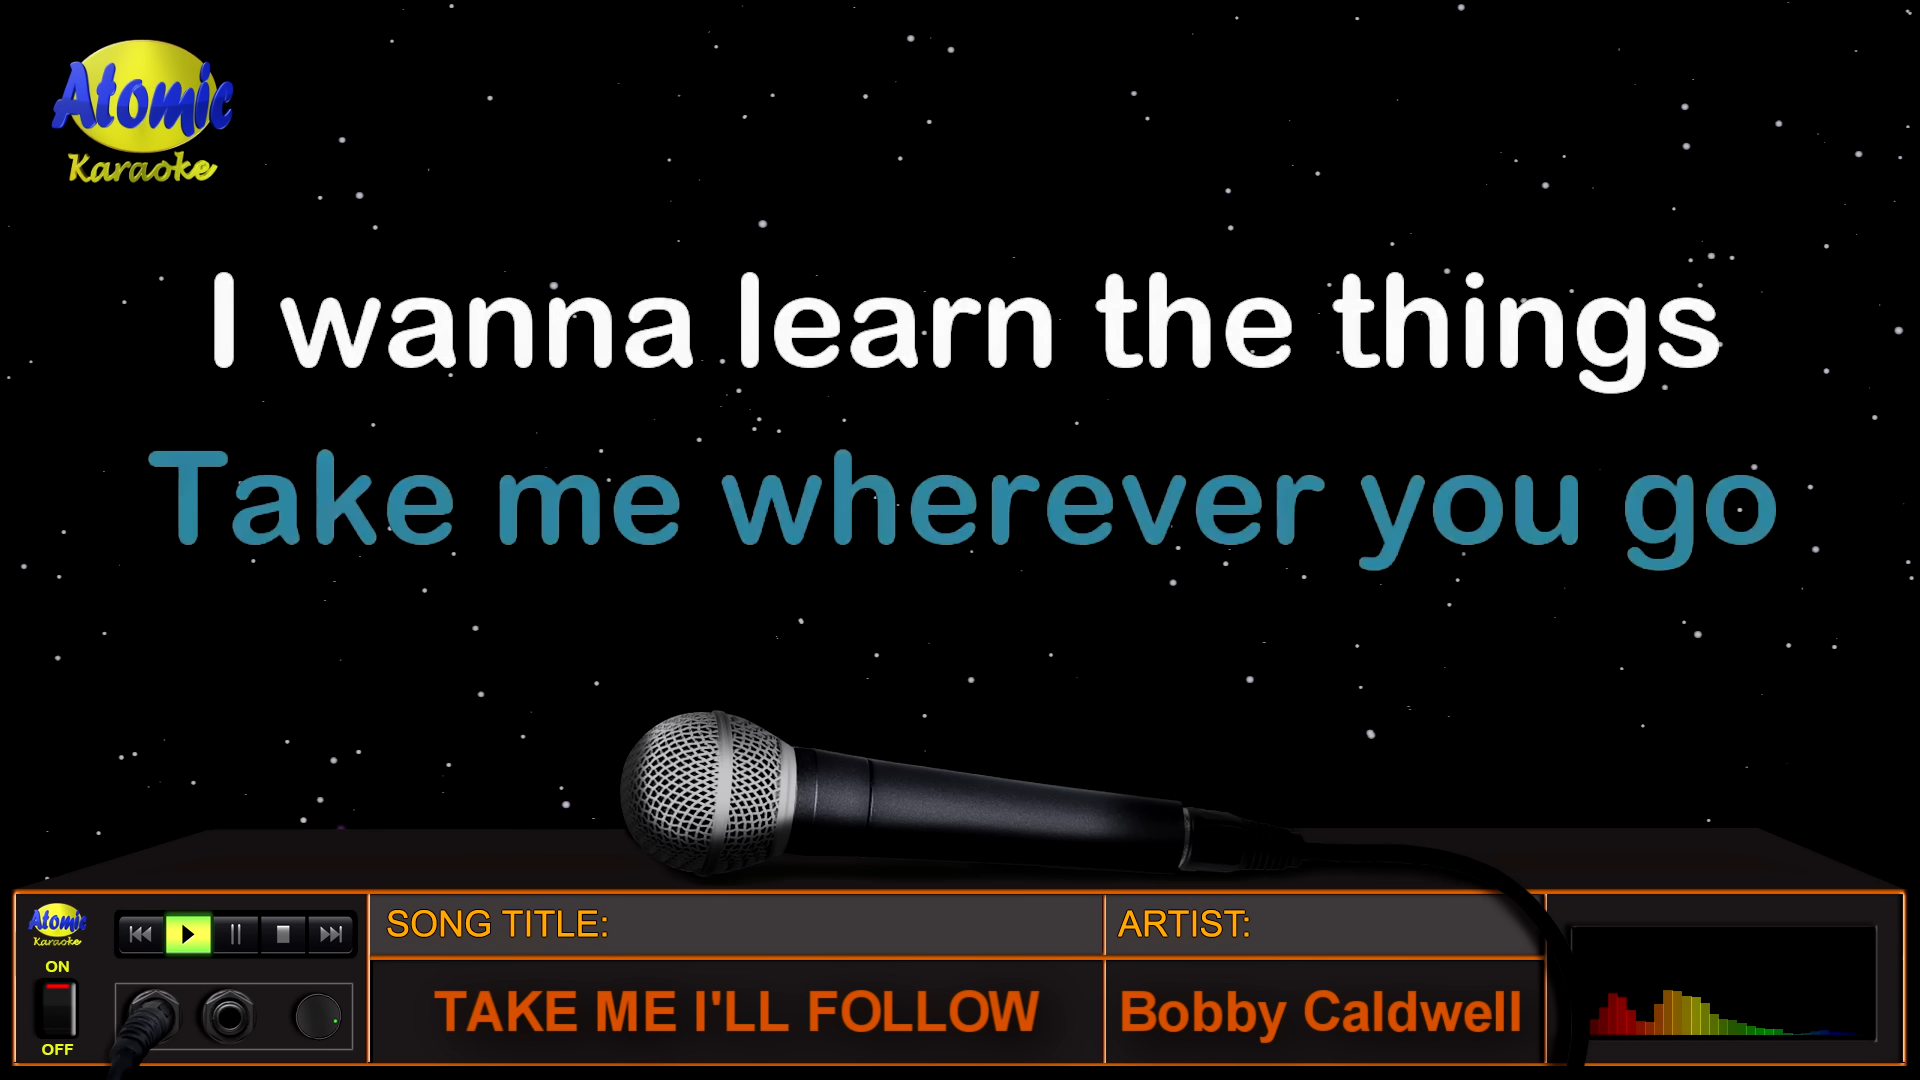 Atomic
Karaoke
I wanna learn the things
Take me wherever you go
Atomic
Karaoke
ON
OFF
SONG TITLE:
TAKE ME I'LL FOLLOW
ARTIST:
Bobby Caldwell